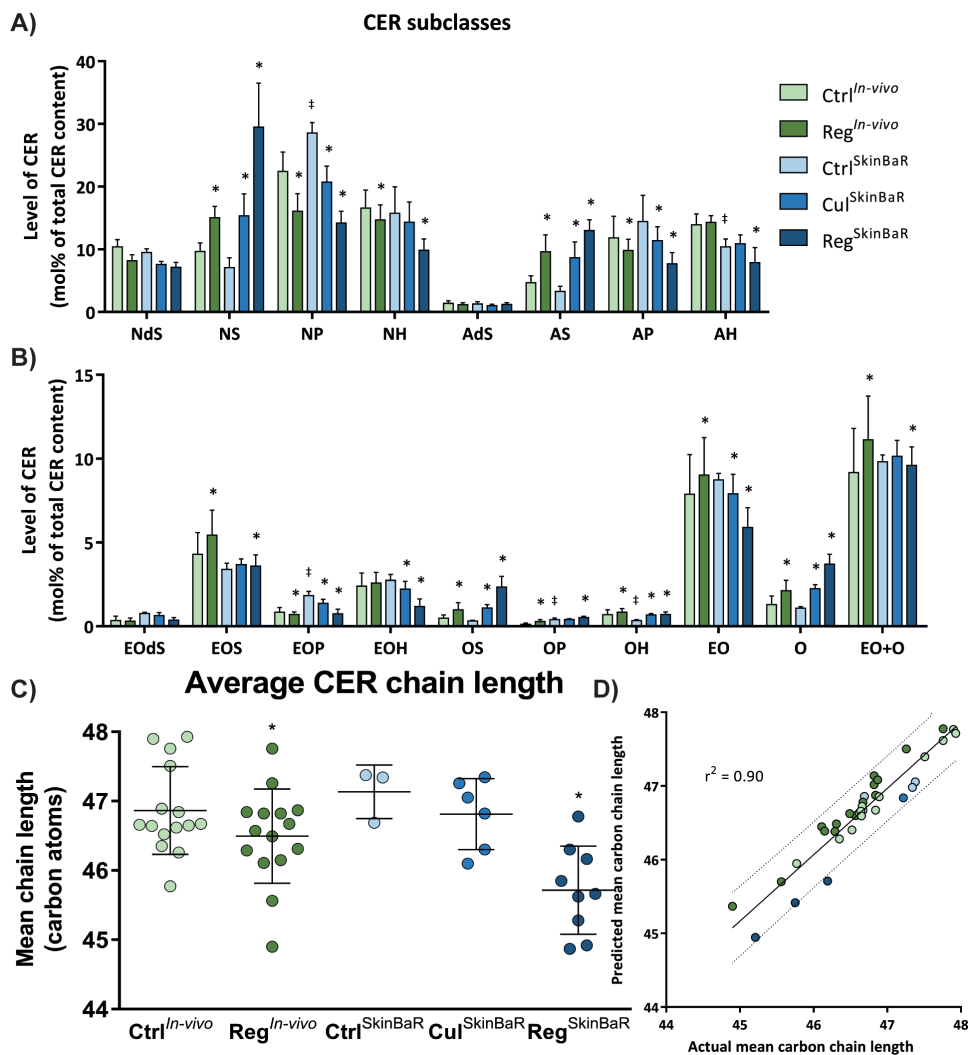 A)
CER subclasses
Level of CER
(mol% of total CER content)
40
30
20
10
0
* * * * ‡ * * * * * * * * * * * * ‡ *
NdS NS NP NH AdS AS AP AH
Ctrl In-vivo
Reg In-vivo
Ctrl SkinBaR
Cul SkinBaR
Reg SkinBaR
B)
Level of CER
(mol% of total CER content)
15
10
5
0
* * * ‡ * * * * * * * * ‡ * * ‡ * * * * * * * * * *
EOdS EOS EOP EOH OS OP OH EO O EO+O
C)
Average CER chain length
Mean chain length
(carbon atoms)
48
47
46
45
44
* *
Ctrl In-vivo Reg In-vivo Ctrl SkinBaR Cul SkinBaR Reg SkinBaR
D)
Predicted mean carbon chain length
48
47
46
45
44
r² = 0.90
44 45 46 47 48
Actual mean carbon chain length